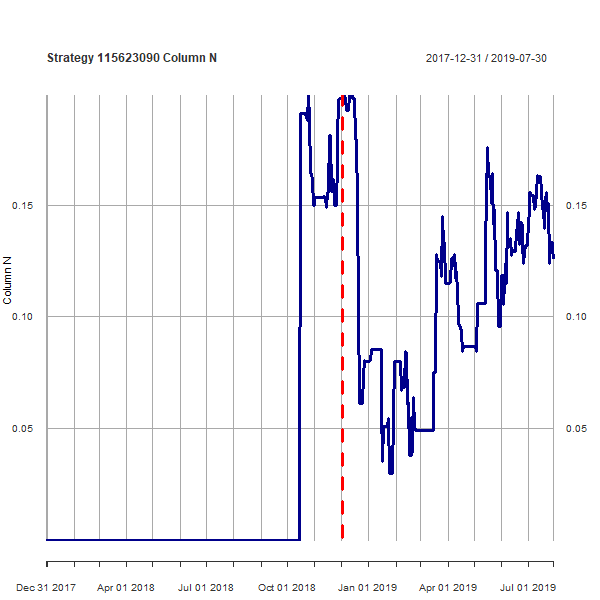 Strategy 115623090 Column N
2017-12-31 / 2019-07-30
Column N
0.15
0.15
0.10
0.10
0.05
0.05
Dec 31 2017
Apr 01 2018
Jul 01 2018
Oct 01 2018
Jan 01 2019
Apr 01 2019
Jul 01 2019